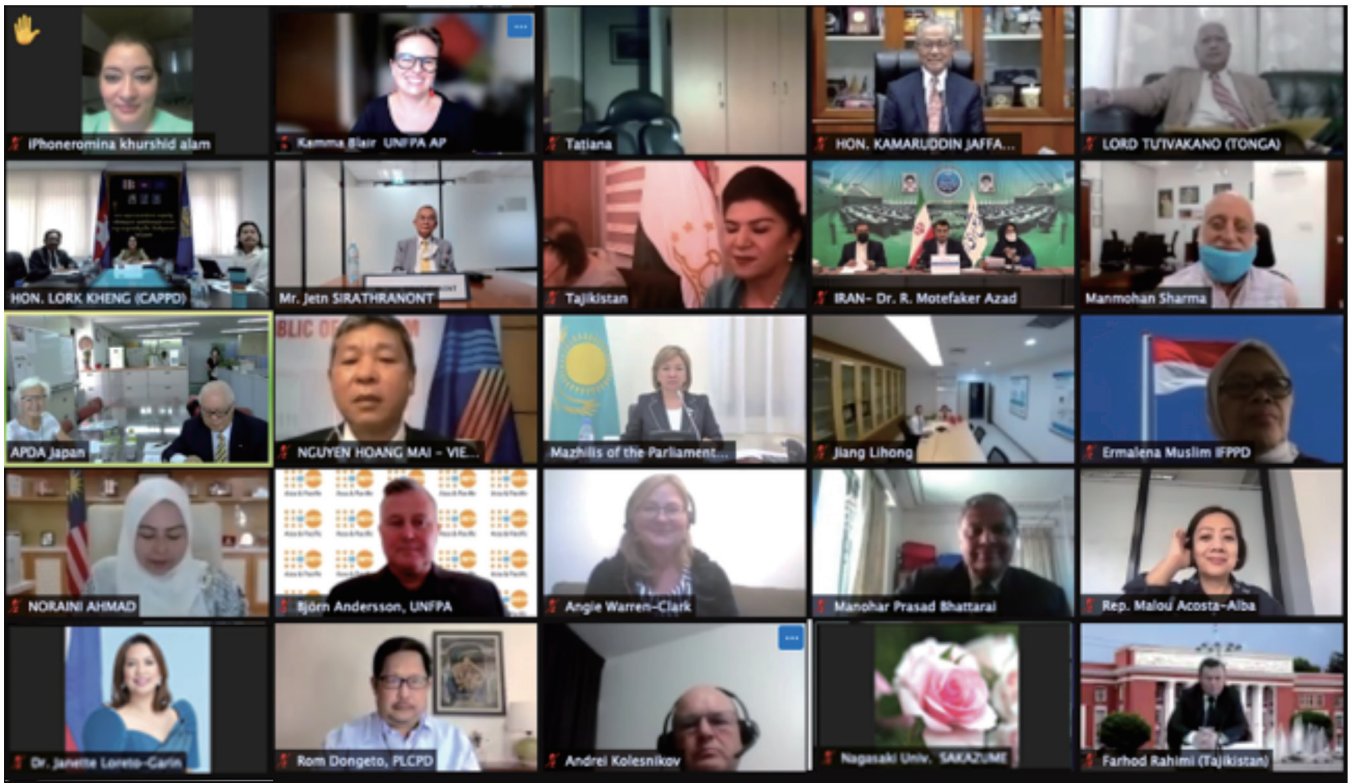 iPhoneromina khurshid alam
Kamma Blair UNFPA AP
Tatiana
HON. KAMARUDDIN JAFFA...
LORD TU'IVAKANO (TONGA)
HON. LORK KHENG (CAPPD)
Mr. Jetn SIRATHRANONT
Tajikistan
IRAN- Dr. R. Motefaker Azad
Manmohan Sharma
APDA Japan
NGUYEN HOANG MAI - VIE...
Mazhilis of the Parliament...
Jiang Lihong
Ermalena Muslim IFPPD
NORAINI AHMAD
Björn Andersson, UNFPA
Angie Warren-Clark
Manohar Prasad Bhattarai
Rep. Malou Acosta-Alba
Dr. Janette Loreto-Garin
Rom Dongeto, PLCPD
Andrei Kolesnikov
Nagasaki Univ. SAKAZUME
Farhod Rahimi (Tajikistan)